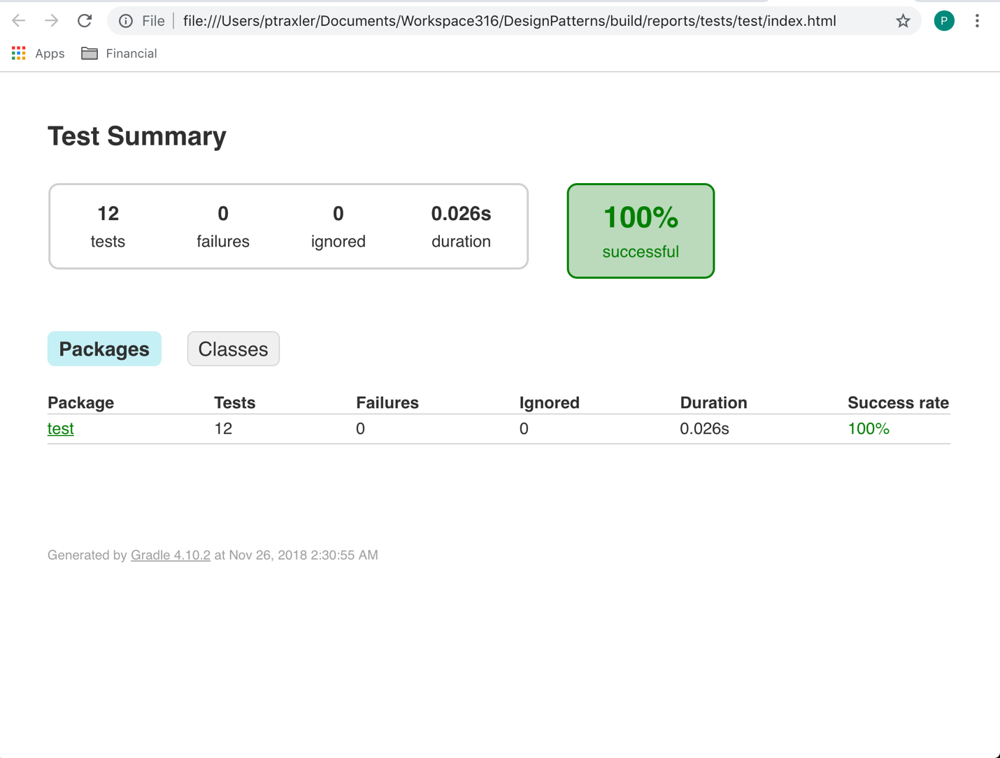 File file:///Users/ptraxler/Documents/Workspace316/DesignPatterns/build/reports/tests/test/index.html P
Apps Financial
Test Summary
12 0 0 0.026s
tests failures ignored duration
100%
successful
Packages Classes
Package Tests Failures Ignored Duration Success rate
test 12 0 0 0.026s 100%
Generated by Gradle 4.10.2 at Nov 26, 2018 2:30:55 AM